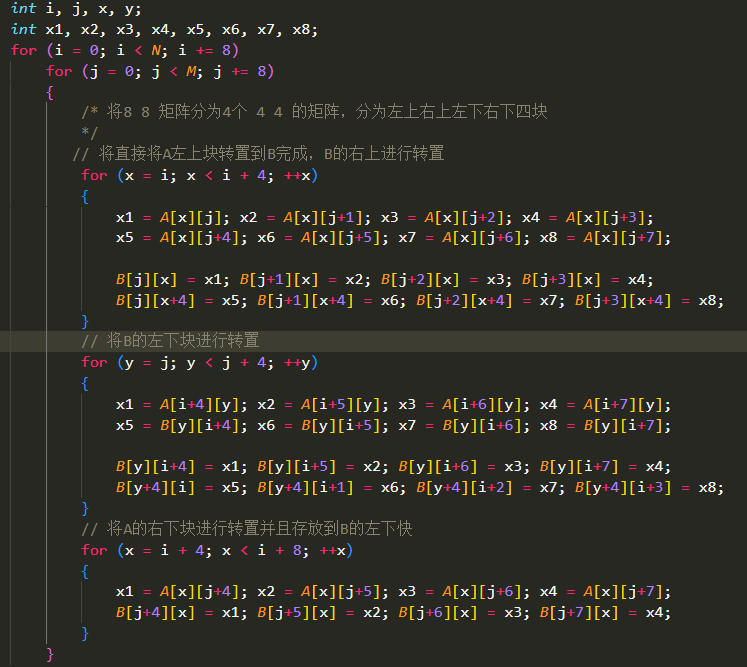 int i, j, x, y;
int x1, x2, x3, x4, x5, x6, x7, x8;
for (i = 0; i < N; i += 8)
for (j = 0; j < M; j += 8)
{
/* 将8 8 矩阵分为4个 4 4 的矩阵，分为左上右上左下右下四块
*/
// 将直接将A左上块转置到B完成，B的右上进行转置
for (x = i; x < i + 4; ++x)
{
x1 = A[x][j]; x2 = A[x][j+1]; x3 = A[x][j+2]; x4 = A[x][j+3];
x5 = A[x][j+4]; x6 = A[x][j+5]; x7 = A[x][j+6]; x8 = A[x][j+7];
B[j][x] = x1; B[j+1][x] = x2; B[j+2][x] = x3; B[j+3][x] = x4;
B[j][x+4] = x5; B[j+1][x+4] = x6; B[j+2][x+4] = x7; B[j+3][x+4] = x8;
}
// 将B的左下块进行转置
for (y = j; y < j + 4; ++y)
{
x1 = A[i+4][y]; x2 = A[i+5][y]; x3 = A[i+6][y]; x4 = A[i+7][y];
x5 = B[y][i+4]; x6 = B[y][i+5]; x7 = B[y][i+6]; x8 = B[y][i+7];
B[y][i+4] = x1; B[y][i+5] = x2; B[y][i+6] = x3; B[y][i+7] = x4;
B[y+4][i] = x5; B[y+4][i+1] = x6; B[y+4][i+2] = x7; B[y+4][i+3] = x8;
}
// 将A的右下块进行转置并且存放到B的左下快
for (x = i + 4; x < i + 8; ++x)
{
x1 = A[x][j+4]; x2 = A[x][j+5]; x3 = A[x][j+6]; x4 = A[x][j+7];
B[j+4][x] = x1; B[j+5][x] = x2; B[j+6][x] = x3; B[j+7][x] = x4;
}
}